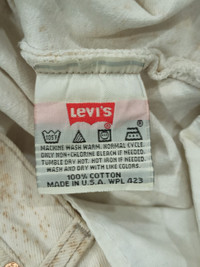 LEVI'S
MACHINE WASH WARM. NORMAL CYCLE.
ONLY NON-CHLORINE BLEACH IF NEEDED.
TUMBLE DRY HOT. HOT IRON IF NEEDED.
WASH AND DRY WITH LIKE COLORS.
100% COTTON
MADE IN U.S.A. WPL 423